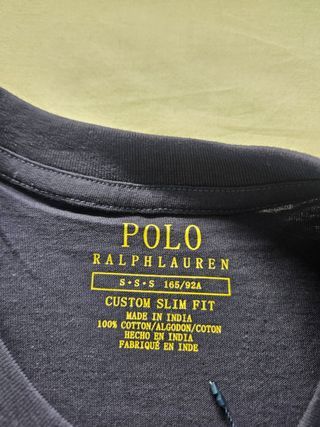 POLO
RALPHLAUREN
S • S • S 165/92A
CUSTOM SLIM FIT
MADE IN INDIA
100% COTTON/ALGODON/COTON
HECHO EN INDIA
FABRIQUÉ EN INDE